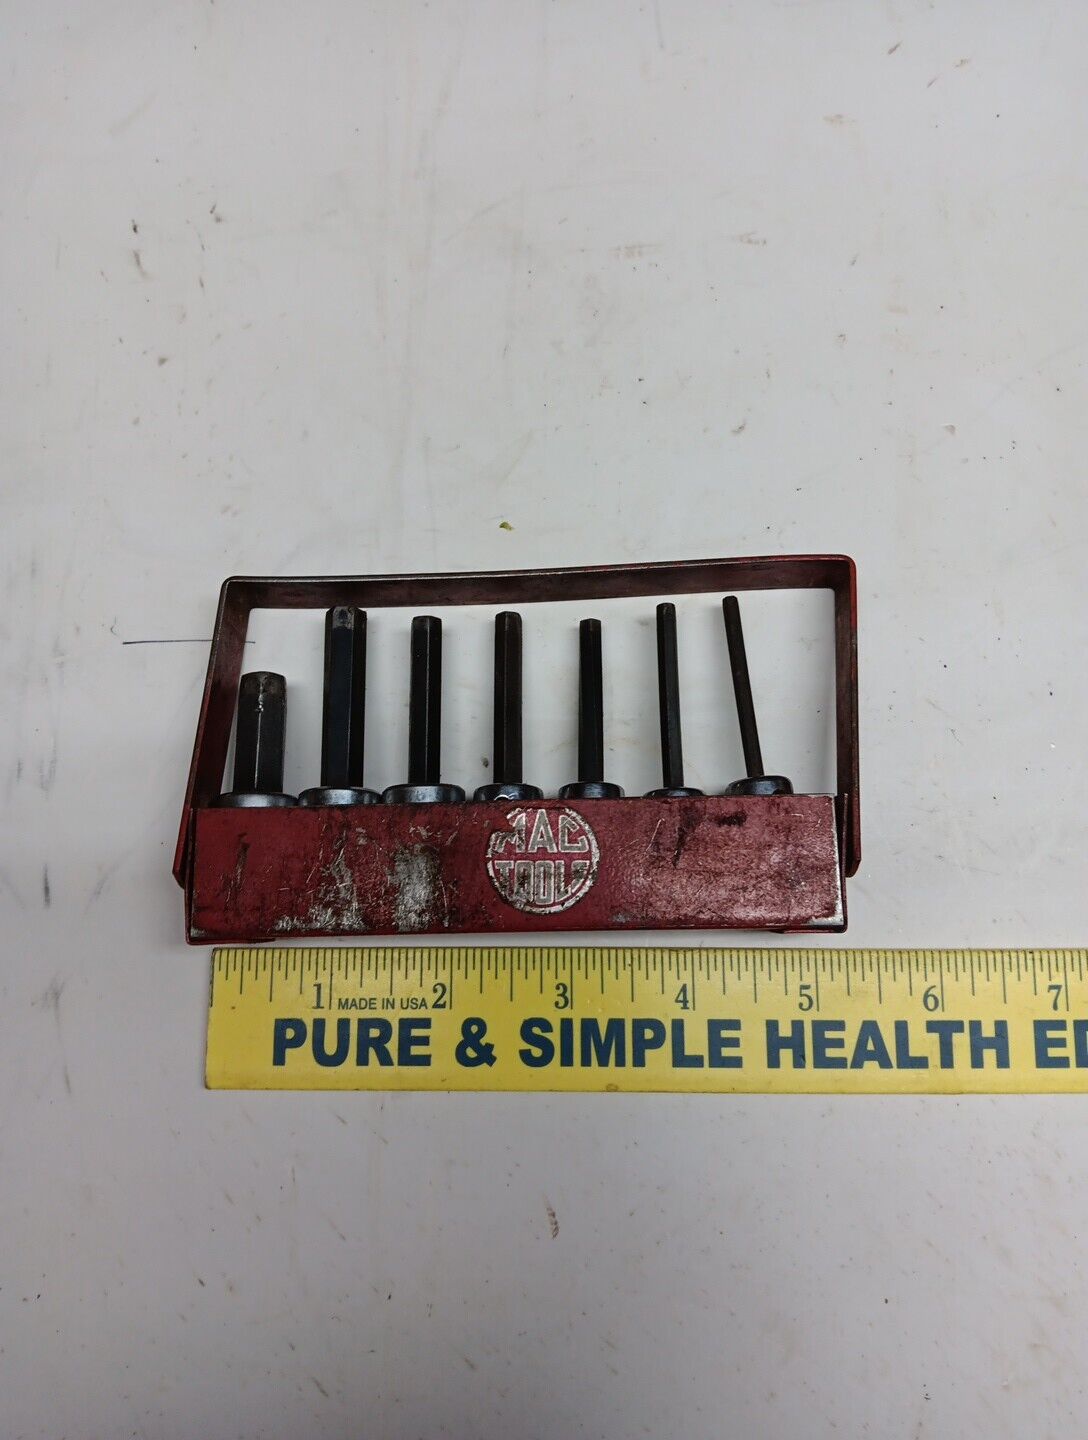 MAC
TOOLS
1 MADE IN USA 2 3 4 5 6 7
PURE & SIMPLE HEALTH ED